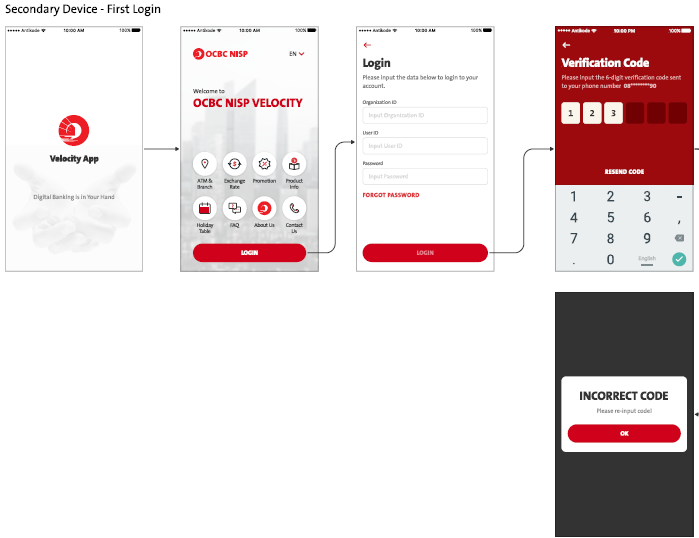 Secondary Device - First Login
Antikode 10:00 AM 100%
Velocity App
Digital Banking is in Your Hand
Antikode 10:00 AM 100%
OCBC NISP EN
Welcome to
OCBC NISP VELOCITY
ATM & Branch
Exchange Rate
Promotion
Product Info
Holiday Table
FAQ
About Us
Contact Us
LOGIN
Antikode 10:30 AM 100%
Login
Please input the data below to login to your
account.
Organization ID
Input Organization ID
User ID
Input User ID
Password
Input Password
FORGOT PASSWORD
LOGIN
Antikode 10:00 PM 100%
Verification Code
Please input the 6-digit verification code sent
to your phone number 08********90
1 2 3
RESEND CODE
1 2 3 -
4 5 6 ,
7 8 9
. 0 English
INCORRECT CODE
Please re-input code!
OK